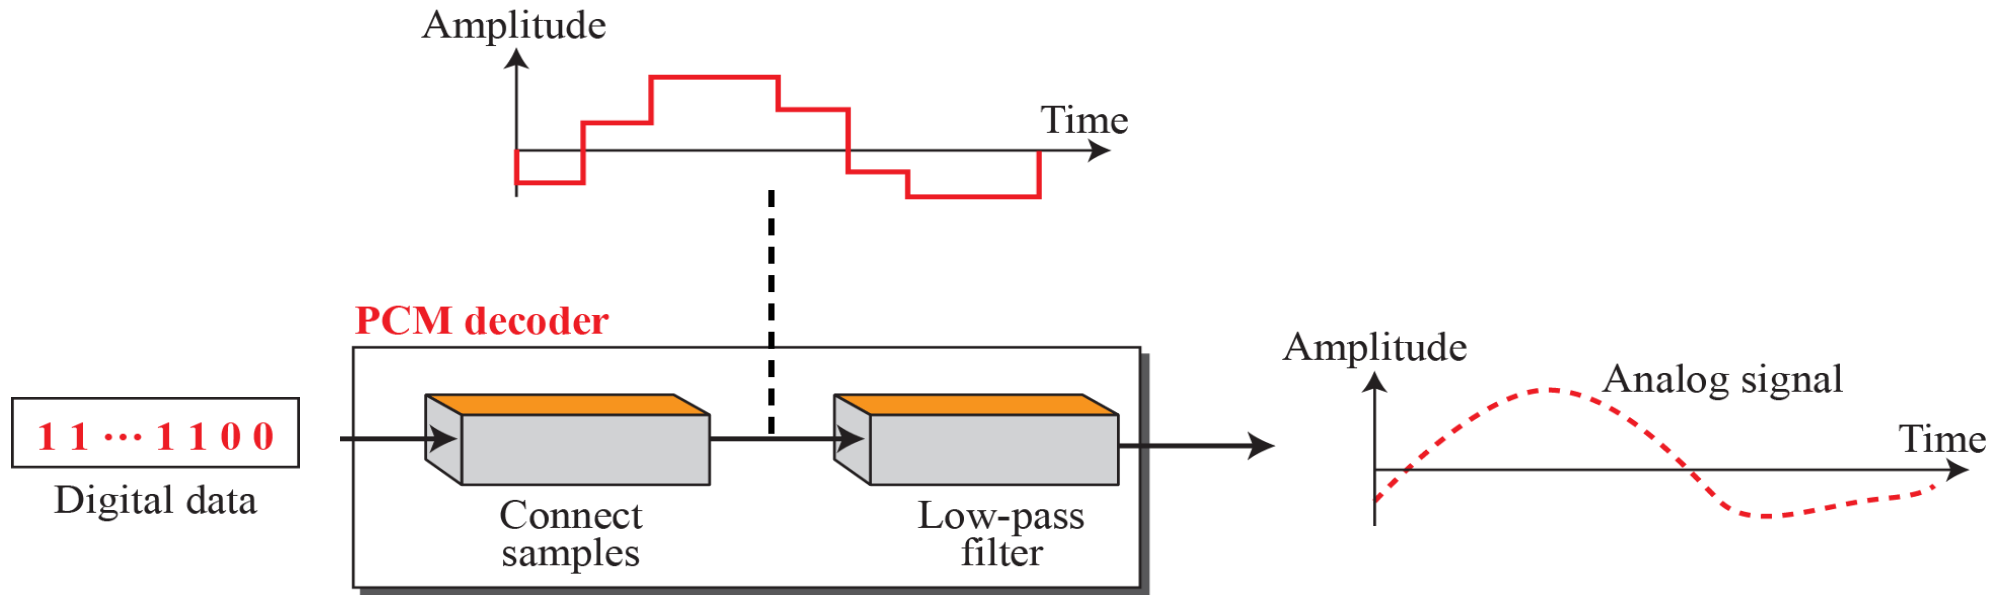 Amplitude
Time
PCM decoder
Amplitude
Analog signal
Time
1 1 ··· 1 1 0 0
Digital data
Connect
samples
Low-pass
filter